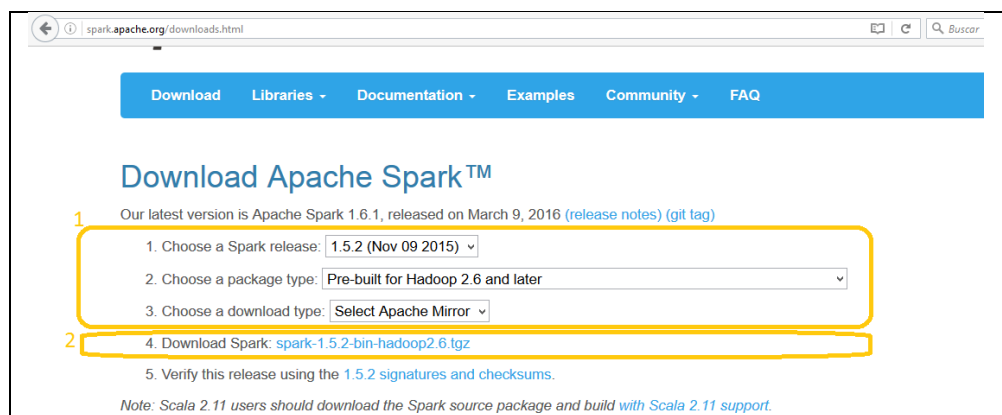 spark.apache.org/downloads.html Buscar
Download Libraries Documentation Examples Community FAQ
Download Apache Spark™
1
Our latest version is Apache Spark 1.6.1, released on March 9, 2016 (release notes) (git tag)
1. Choose a Spark release: 1.5.2 (Nov 09 2015)
2. Choose a package type: Pre-built for Hadoop 2.6 and later
3. Choose a download type: Select Apache Mirror
2
4. Download Spark: spark-1.5.2-bin-hadoop2.6.tgz
5. Verify this release using the 1.5.2 signatures and checksums.
Note: Scala 2.11 users should download the Spark source package and build with Scala 2.11 support.